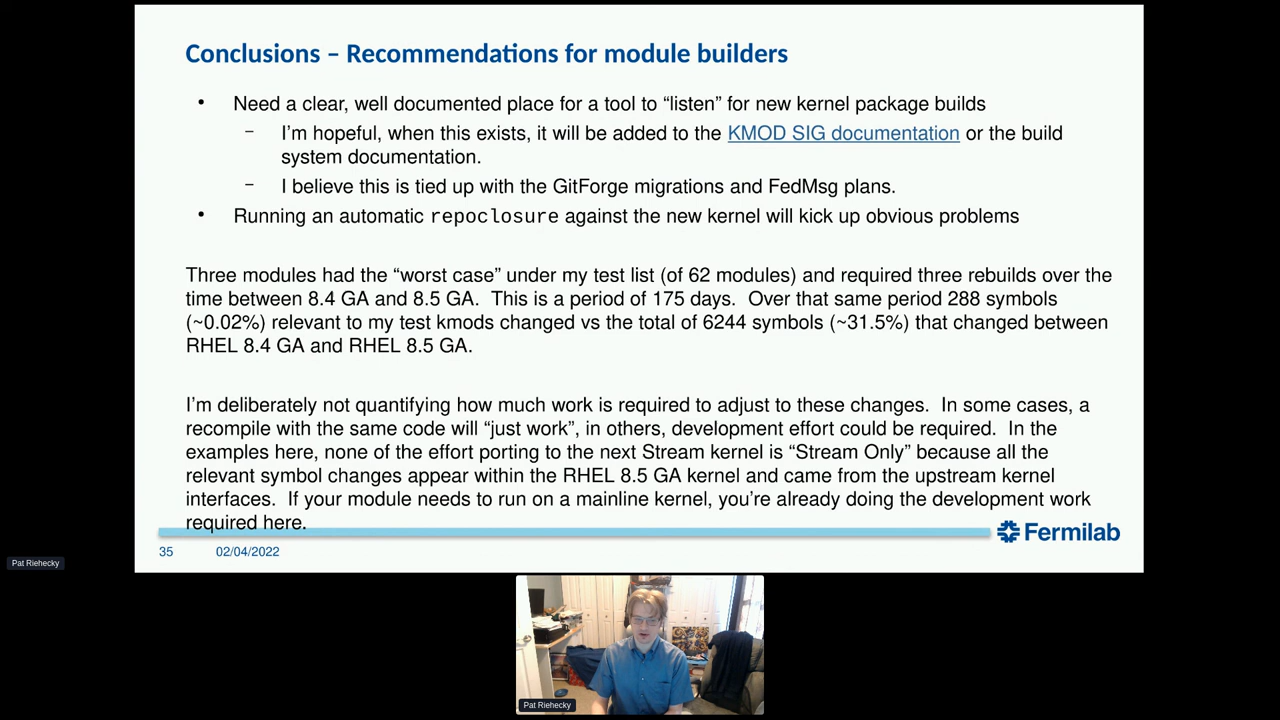 Conclusions – Recommendations for module builders
• Need a clear, well documented place for a tool to “listen” for new kernel package builds
– I’m hopeful, when this exists, it will be added to the KMOD SIG documentation or the build
system documentation.
– I believe this is tied up with the GitForge migrations and FedMsg plans.
• Running an automatic repoclosure against the new kernel will kick up obvious problems
Three modules had the “worst case” under my test list (of 62 modules) and required three rebuilds over the
time between 8.4 GA and 8.5 GA.  This is a period of 175 days.  Over that same period 288 symbols
(~0.02%) relevant to my test kmods changed vs the total of 6244 symbols (~31.5%) that changed between
RHEL 8.4 GA and RHEL 8.5 GA.
I’m deliberately not quantifying how much work is required to adjust to these changes.  In some cases, a
recompile with the same code will “just work”, in others, development effort could be required.  In the
examples here, none of the effort porting to the next Stream kernel is “Stream Only” because all the
relevant symbol changes appear within the RHEL 8.5 GA kernel and came from the upstream kernel
interfaces.  If your module needs to run on a mainline kernel, you’re already doing the development work
required here.
Fermilab
35 02/04/2022
Pat Riehecky
Pat Riehecky